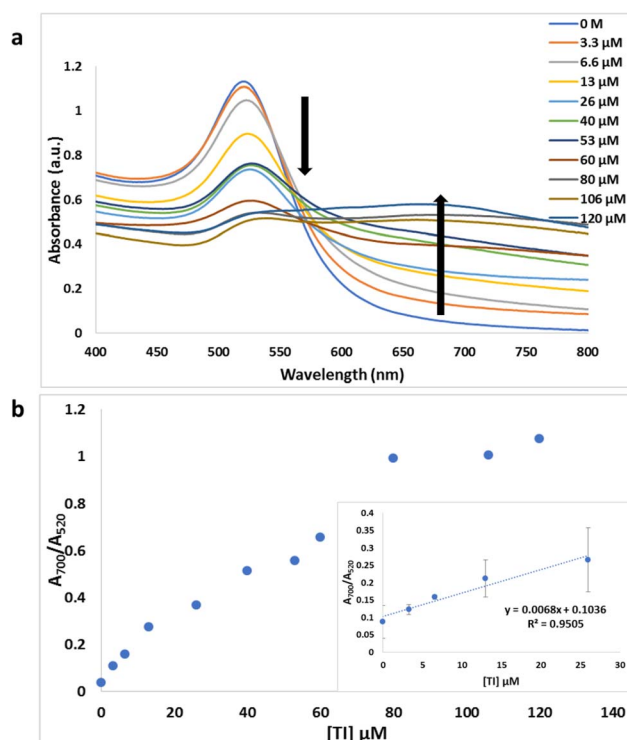 a
0 M
3.3 µM
6.6 µM
13 µM
26 µM
40 µM
53 µM
60 µM
80 µM
106 µM
120 µM
Absorbance (a.u.)
1.2
1
0.8
0.6
0.4
0.2
0
400 450 500 550 600 650 700 750 800
Wavelength (nm)
b
A700/A520
1.2
1
0.8
0.6
0.4
0.2
0
0 20 40 60 80 100 120 140
[TI] µM
A700/A520
0.4
0.35
0.3
0.25
0.2
0.15
0.1
0.05
0
y = 0.0068x + 0.1036
R² = 0.9505
0 5 10 15 20 25 30
[TI] µM